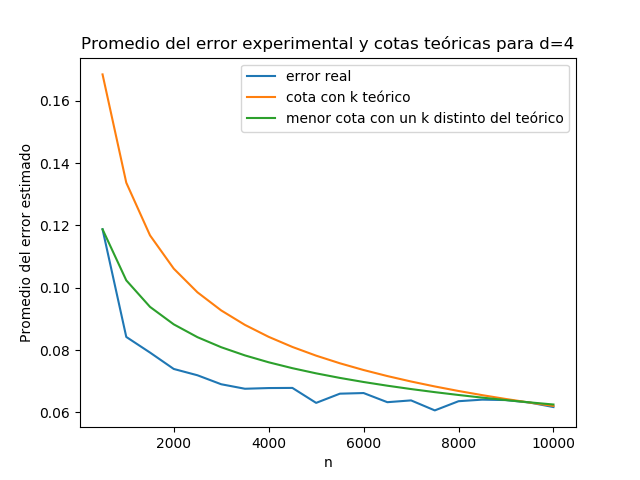 Promedio del error experimental y cotas teóricas para d=4
error real
cota con k teórico
menor cota con un k distinto del teórico
Promedio del error estimado
0.16
0.14
0.12
0.10
0.08
0.06
2000
4000
6000
8000
10000
n